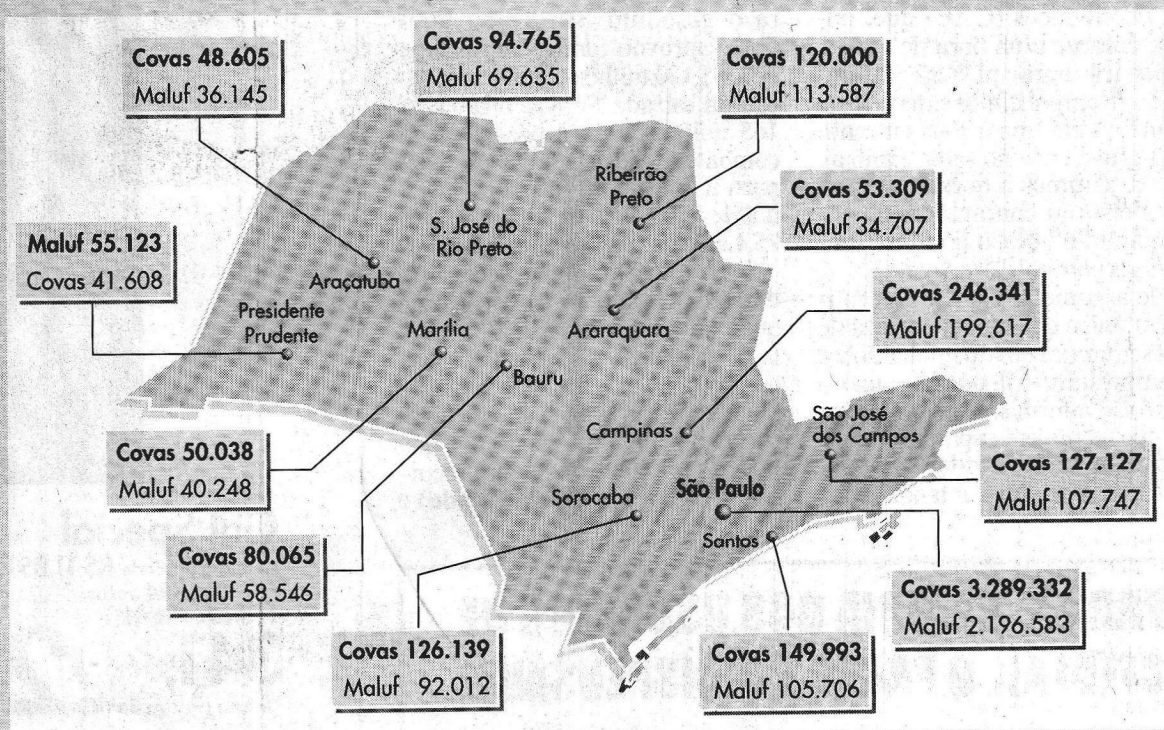 Covas 48.605
Maluf 36.145
Covas 94.765
Maluf 69.635
Covas 120.000
Maluf 113.587
Covas 53.309
Maluf 34.707
Maluf 55.123
Covas 41.608
Covas 246.341
Maluf 199.617
Ribeirão
Preto
S. José do
Rio Preto
Araçatuba
Presidente
Prudente
Marília
Araraquara
Bauru
Campinas
São José
dos Campos
Sorocaba
São Paulo
Santos
Covas 50.038
Maluf 40.248
Covas 127.127
Maluf 107.747
Covas 80.065
Maluf 58.546
Covas 3.289.332
Maluf 2.196.583
Covas 126.139
Maluf 92.012
Covas 149.993
Maluf 105.706